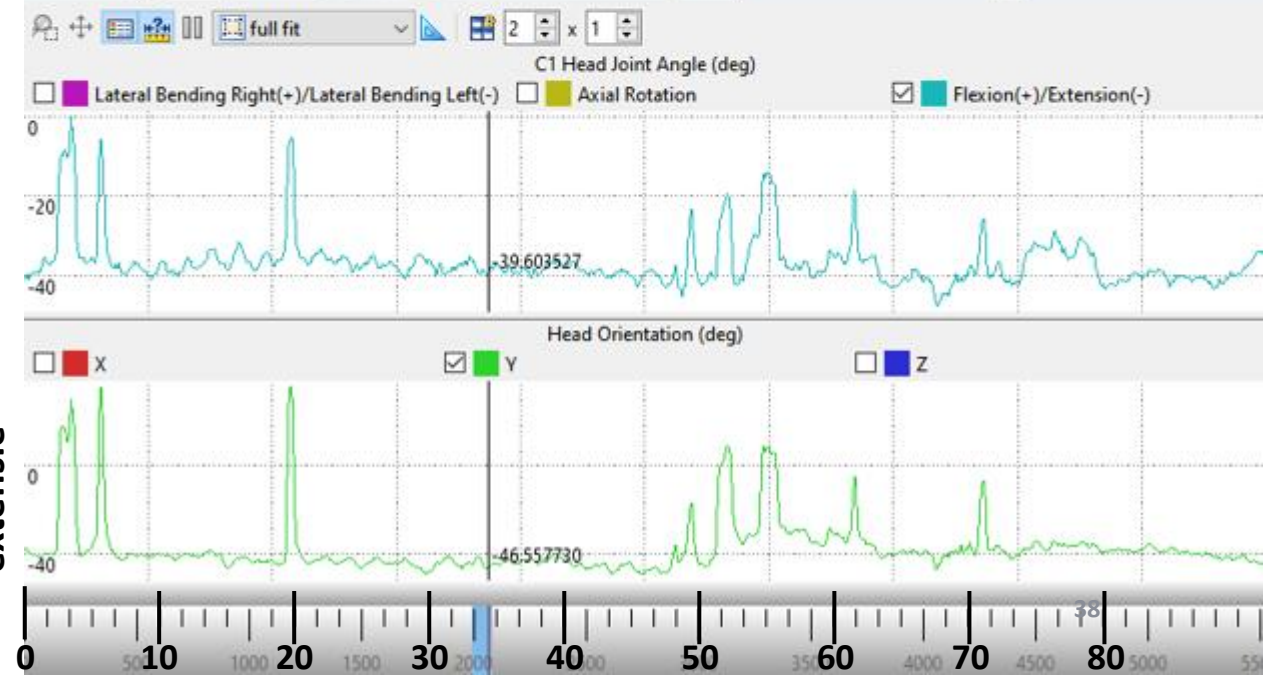 full fit 2 x 1
C1 Head Joint Angle (deg)
Lateral Bending Right(+)/Lateral Bending Left(-) Axial Rotation Flexion(+)/Extension(-)
0
-20
-39.603527
-40
Head Orientation (deg)
X Y Z
0
-46.557730
-40
38
0 10 20 30 40 50 60 70 80
1000 1500 4000 4500 5000